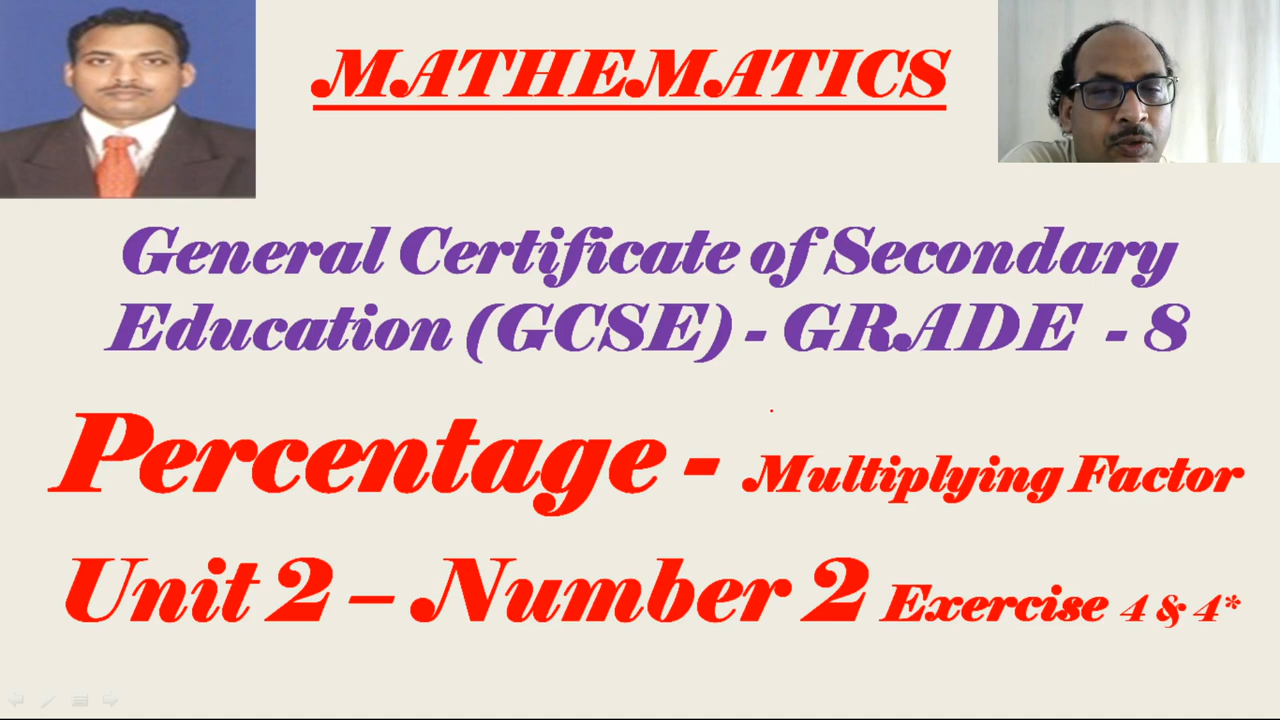 MATHEMATICS
General Certificate of Secondary
Education (GCSE) - GRADE - 8
Percentage - Multiplying Factor
Unit 2 – Number 2 Exercise 4 & 4*